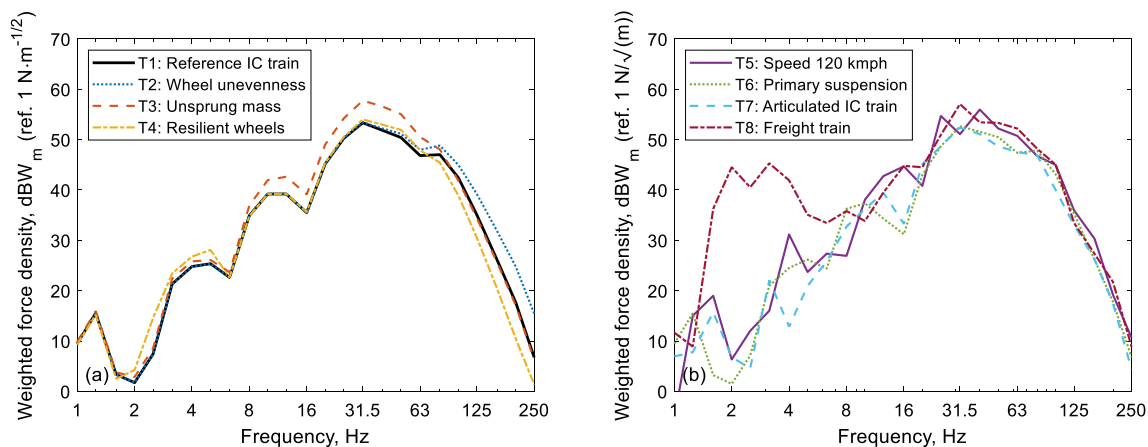 Weighted force density, dBW_m (ref. 1 N·m^-1/2)
70
60
50
40
30
20
10
0
T1: Reference IC train
T2: Wheel unevenness
T3: Unsprung mass
T4: Resilient wheels
(a)
1 2 4 8 16 31.5 63 125 250
Frequency, Hz
Weighted force density, dBW_m (ref. 1 N/√(m))
70
60
50
40
30
20
10
0
T5: Speed 120 kmph
T6: Primary suspension
T7: Articulated IC train
T8: Freight train
(b)
1 2 4 8 16 31.5 63 125 250
Frequency, Hz